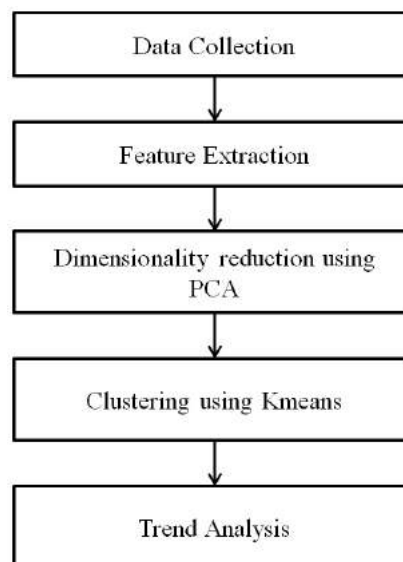 Data Collection
Feature Extraction
Dimensionality reduction using
PCA
Clustering using Kmeans
Trend Analysis